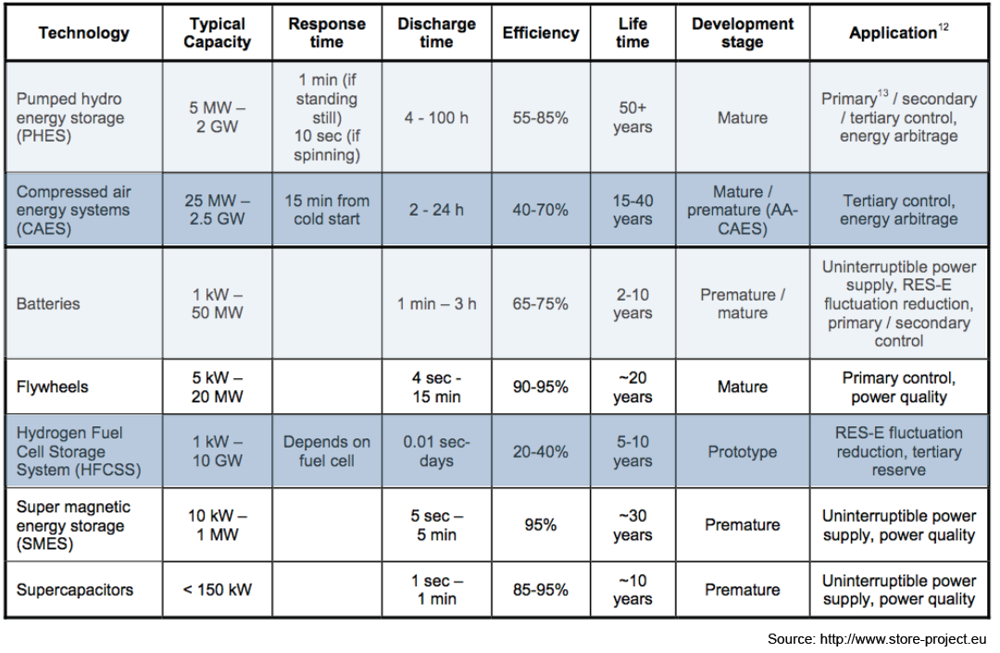 Technology
Typical
Capacity
Response
time
Discharge
time
Efficiency
Life
time
Development
stage
Application12
Pumped hydro
energy storage
(PHES)
5 MW –
2 GW
1 min (if
standing
still)
10 sec (if
spinning)
4 - 100 h
55-85%
50+
years
Mature
Primary13 / secondary
/ tertiary control,
energy arbitrage
Compressed air
energy systems
(CAES)
25 MW –
2.5 GW
15 min from
cold start
2 - 24 h
40-70%
15-40
years
Mature /
premature (AA-
CAES)
Tertiary control,
energy arbitrage
Batteries
1 kW –
50 MW
1 min – 3 h
65-75%
2-10
years
Premature /
mature
Uninterruptible power
supply, RES-E
fluctuation reduction,
primary / secondary
control
Flywheels
5 kW –
20 MW
4 sec -
15 min
90-95%
~20
years
Mature
Primary control,
power quality
Hydrogen Fuel
Cell Storage
System (HFCSS)
1 kW –
10 GW
Depends on
fuel cell
0.01 sec-
days
20-40%
5-10
years
Prototype
RES-E fluctuation
reduction, tertiary
reserve
Super magnetic
energy storage
(SMES)
10 kW –
1 MW
5 sec –
5 min
95%
~30
years
Premature
Uninterruptible power
supply, power quality
Supercapacitors
< 150 kW
1 sec –
1 min
85-95%
~10
years
Premature
Uninterruptible power
supply, power quality
Source: http://www.store-project.eu